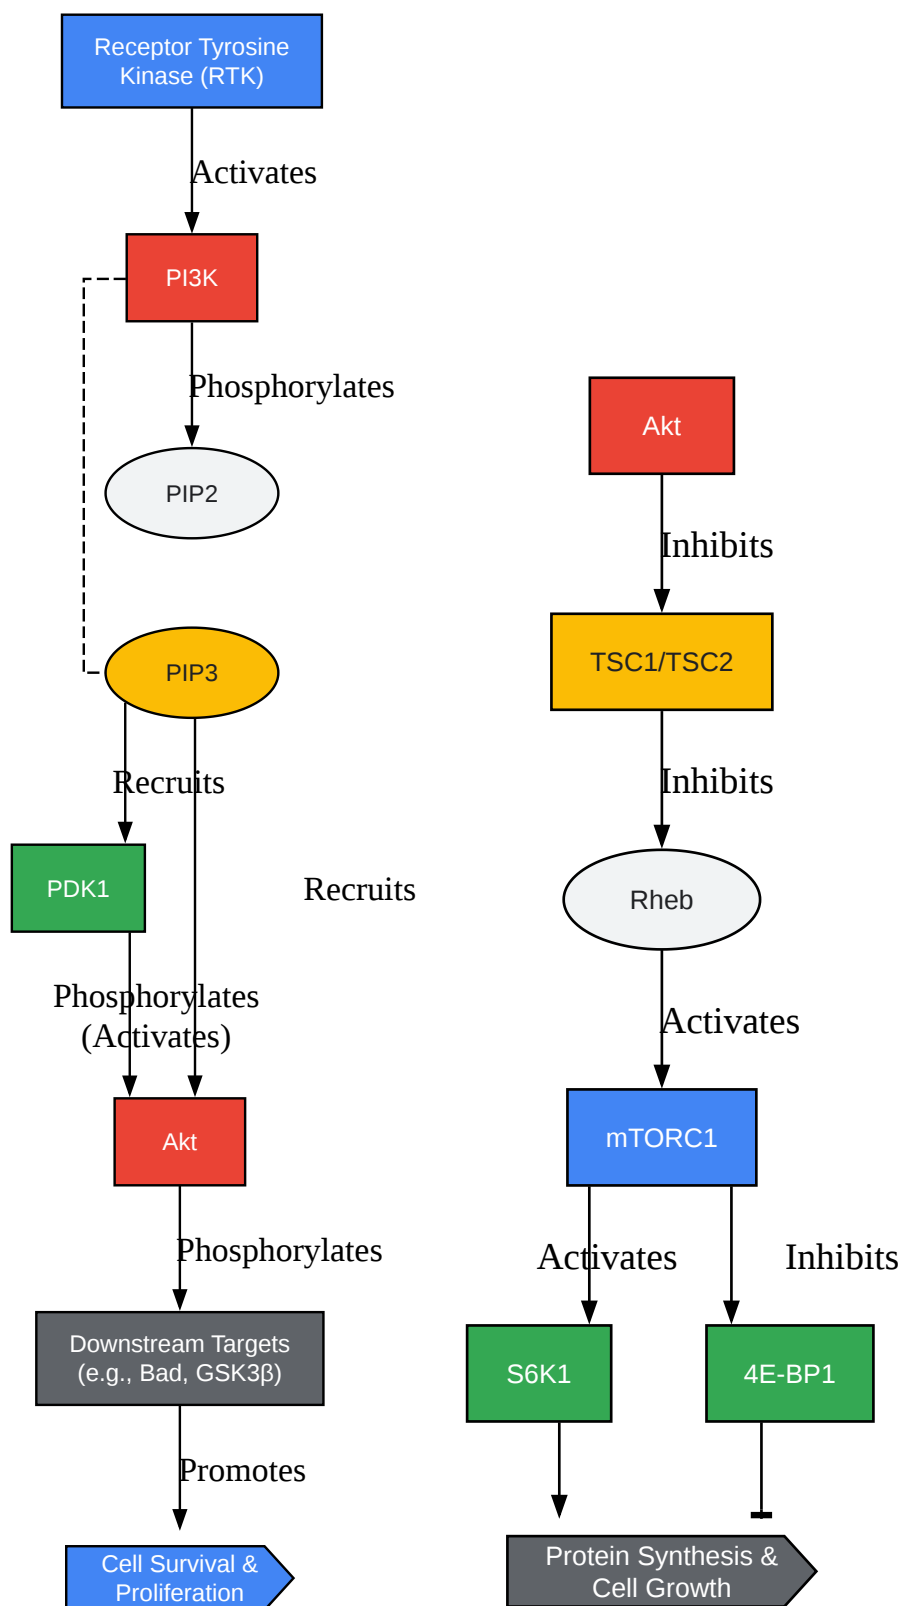 Receptor Tyrosine
Kinase (RTK)
Activates
PI3K
Phosphorylates
PIP2
PIP3
Recruits
PDK1
Recruits
Phosphorylates
(Activates)
Akt
Phosphorylates
Downstream Targets
(e.g., Bad, GSK3β)
Promotes
Cell Survival &
Proliferation
Akt
Inhibits
TSC1/TSC2
Inhibits
Rheb
Activates
mTORC1
Activates
Inhibits
S6K1
4E-BP1
Protein Synthesis &
Cell Growth